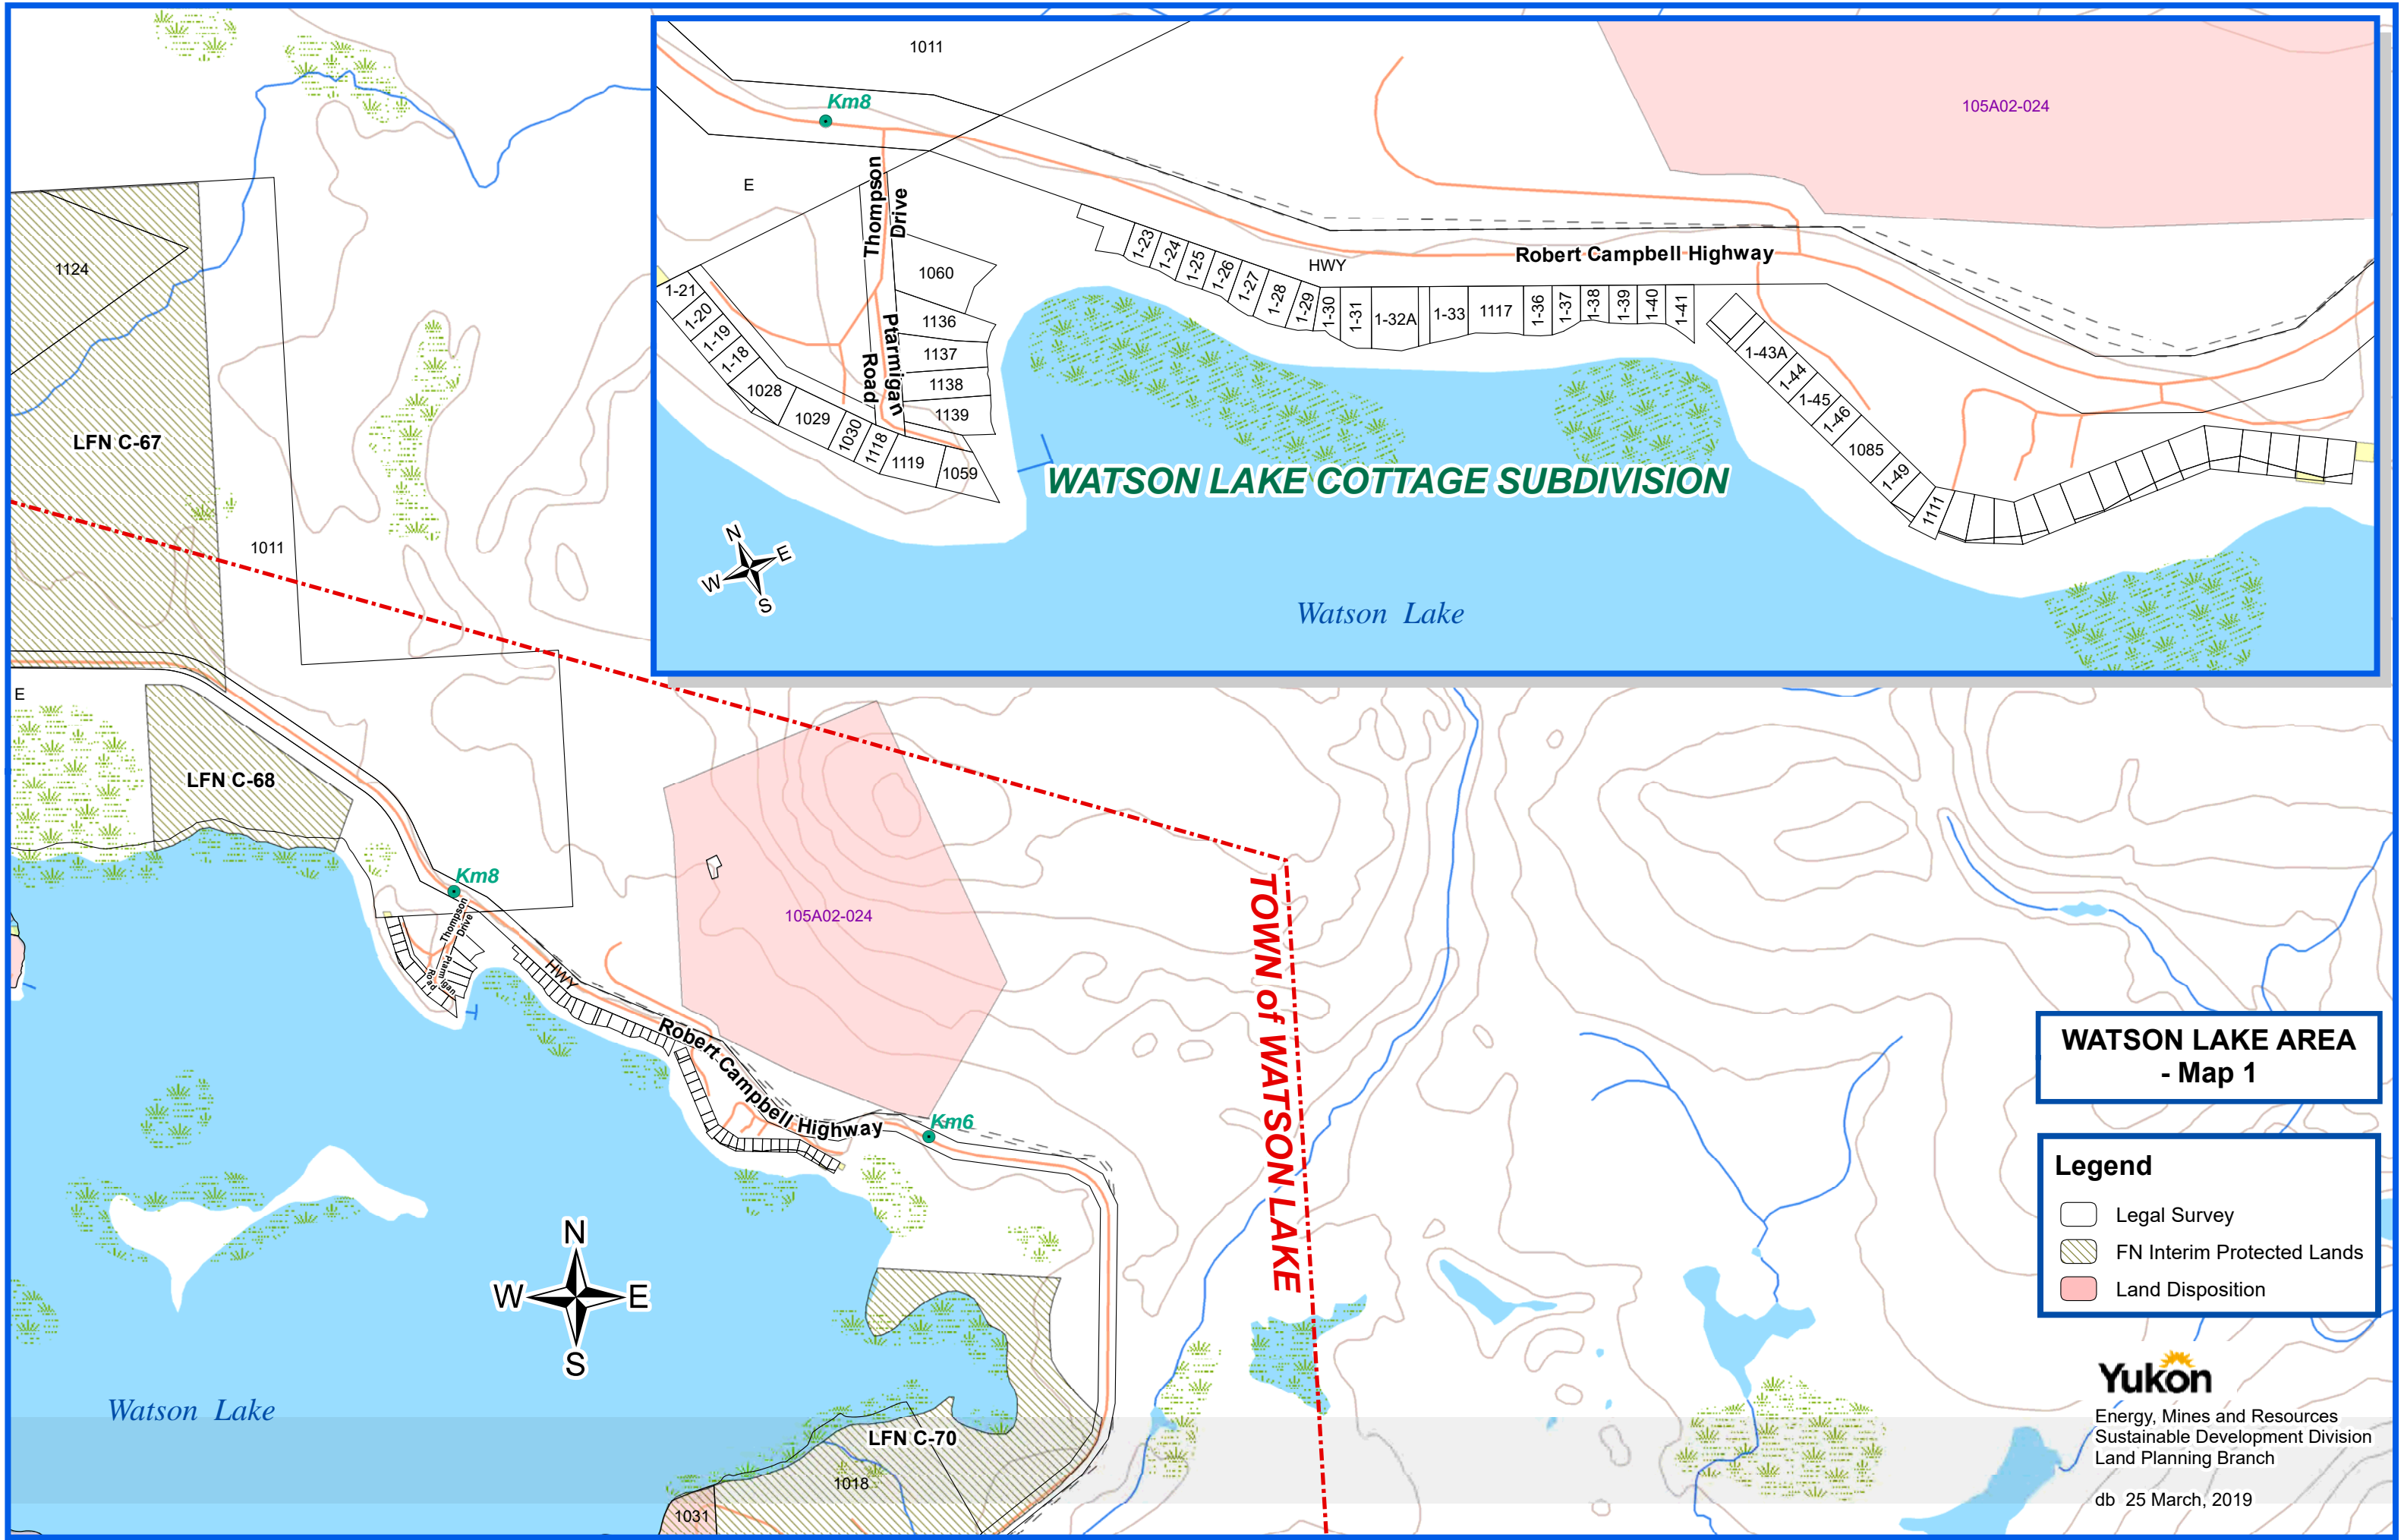 1011
Km8
105A02-024
E
Thompson
Drive
1060
1-23
1-24
1-25
1-26
1-27
1-28
1-29
1-30
1-31
1-32A
1-33
1117
1-36
1-37
1-38
1-39
1-40
1-41
HWY
Robert Campbell Highway
1-21
1-20
1-19
1-18
1028
1029
1030
1118
1119
1059
1136
1137
1138
1139
Ptarmigan
Road
1-43A
1-44
1-45
1-46
1085
1-49
1111
WATSON LAKE COTTAGE SUBDIVISION
N
E
W
S
Watson Lake
1124
LFN C-67
1011
E
LFN C-68
Km8
Thompson
Drive
Ptarmigan
Road
HWY
105A02-024
Robert Campbell Highway
Km6
TOWN of WATSON LAKE
N
W
E
S
Watson Lake
LFN C-70
1018
1031
WATSON LAKE AREA
- Map 1
Legend
Legal Survey
FN Interim Protected Lands
Land Disposition
Yukon
Energy, Mines and Resources
Sustainable Development Division
Land Planning Branch
db 25 March, 2019